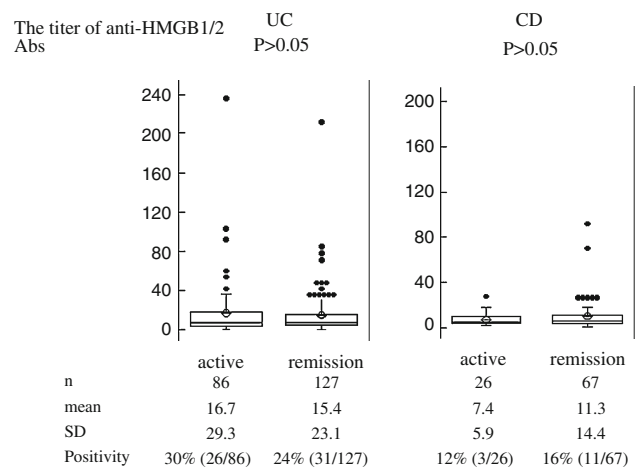 The titer of anti-HMGB1/2
Abs
UC
P>0.05
CD
P>0.05
240
200
160
120
80
40
0
200
160
120
80
40
0
active remission active remission
n 86 127 26 67
mean 16.7 15.4 7.4 11.3
SD 29.3 23.1 5.9 14.4
Positivity 30% (26/86) 24% (31/127) 12% (3/26) 16% (11/67)